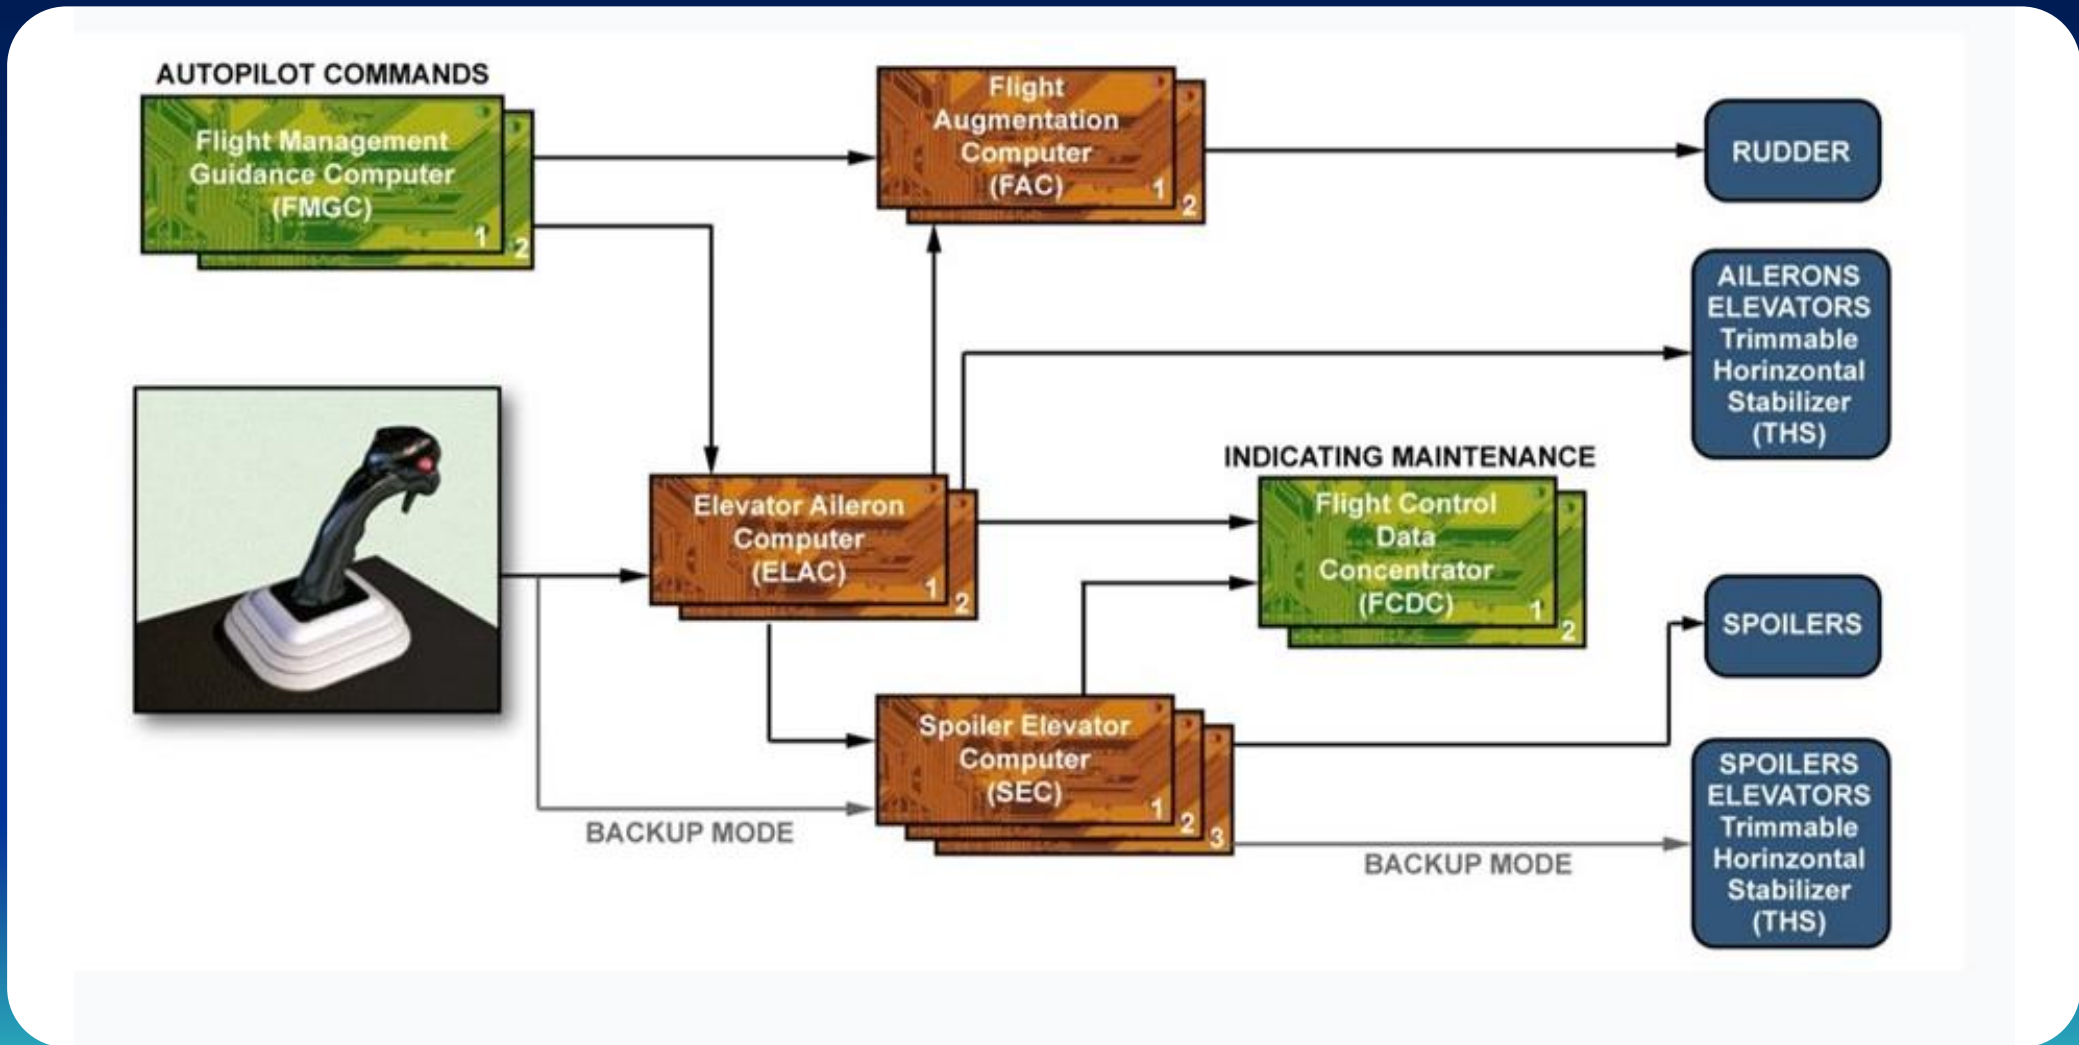 AUTOPILOT COMMANDS
Flight Management
Guidance Computer
(FMGC)
1
2
Flight
Augmentation
Computer
(FAC)
1
2
RUDDER
AILERONS
ELEVATORS
Trimmable
Horinzontal
Stabilizer
(THS)
INDICATING MAINTENANCE
Elevator Aileron
Computer
(ELAC)
1
2
Flight Control
Data
Concentrator
(FCDC)
1
2
SPOILERS
Spoiler Elevator
Computer
(SEC)
1
2
3
BACKUP MODE
BACKUP MODE
SPOILERS
ELEVATORS
Trimmable
Horinzontal
Stabilizer
(THS)